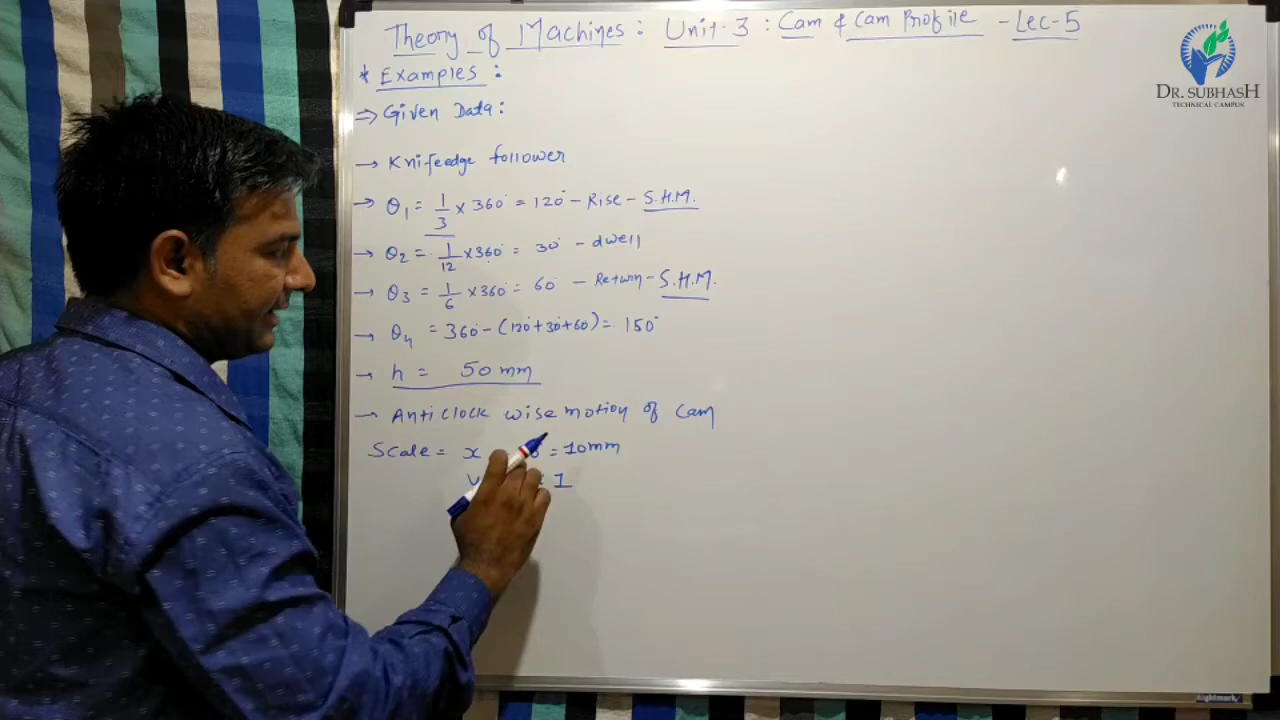 Theory of Machines : Unit-3 : Cam & Cam Profile - Lec-5
* Examples :
⇒ Given Data :
→ Knifeedge follower
→ θ1 = 1/3 × 360° = 120° - Rise - S.H.M.
→ θ2 = 1/12 × 360° = 30° - dwell
→ θ3 = 1/6 × 360° = 60° - Return - S.H.M.
→ θ4 = 360° - (120° + 30° + 60°) = 150°
→ h = 50 mm
→ Anticlock wise motion of Cam
Scale = x = 10mm
1
DR. SUBHASH
TECHNICAL CAMPUS